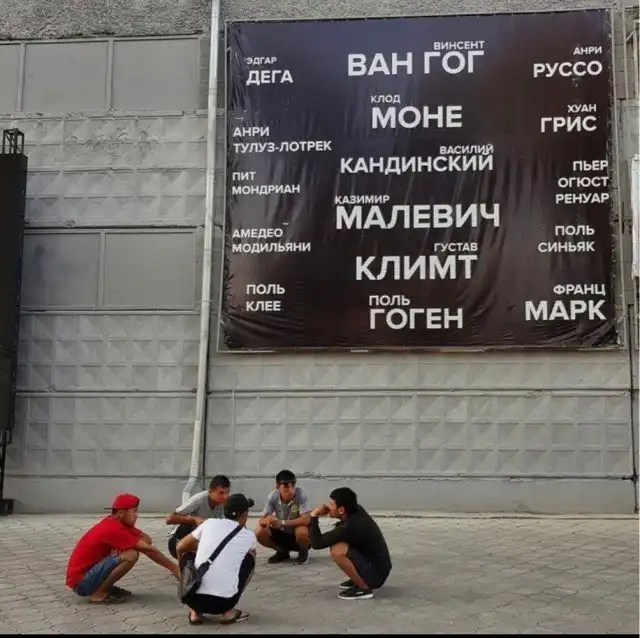 ЭДГАР
ДЕГА
АНРИ
ТУЛУЗ-ЛОТРЕК
ПИТ
МОНДРИАН
АМЕДЕО
МОДИЛЬЯНИ
ПОЛЬ
КЛЕЕ
ВИНСЕНТ
ВАН ГОГ
КЛОД
МОНЕ
ВАСИЛИЙ
КАНДИНСКИЙ
КАЗИМИР
МАЛЕВИЧ
ГУСТАВ
КЛИМТ
ПОЛЬ
ГОГЕН
АНРИ
РУССО
ХУАН
ГРИС
ПЬЕР
ОГЮСТ
РЕНУАР
ПОЛЬ
СИНЬЯК
ФРАНЦ
МАРК